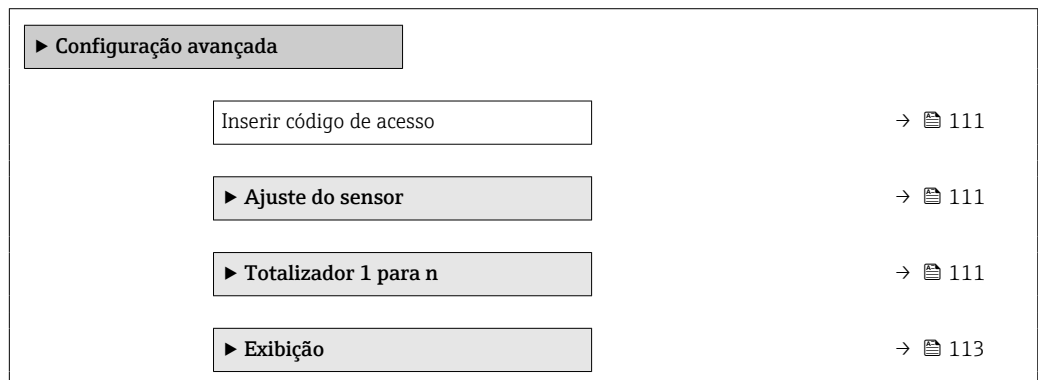 ► Configuração avançada
Inserir código de acesso → 🖹 111
► Ajuste do sensor → 🖹 111
► Totalizador 1 para n → 🖹 111
► Exibição → 🖹 113